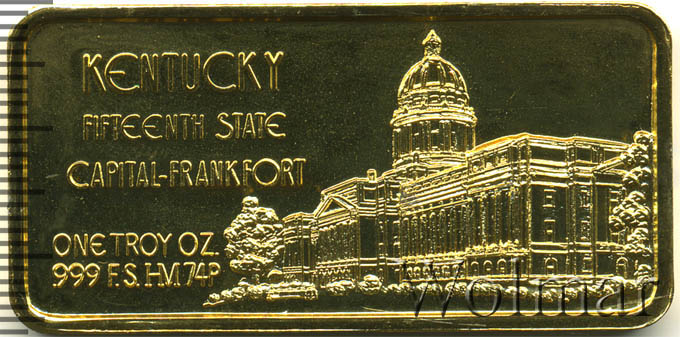 KENTUCKY
FIFTEENTH STATE
CAPITAL-FRANKFORT
ONE TROY OZ.
999 F.S. H.M. 74P
Wolmar